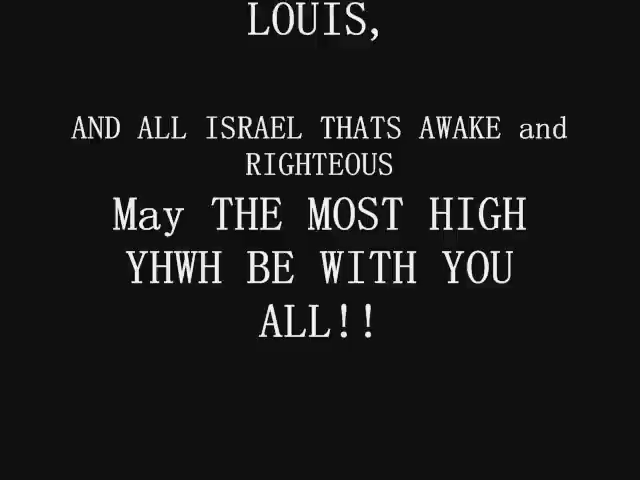 LOUIS,
AND ALL ISRAEL THATS AWAKE and
RIGHTEOUS
May THE MOST HIGH
YHWH BE WITH YOU
ALL!!